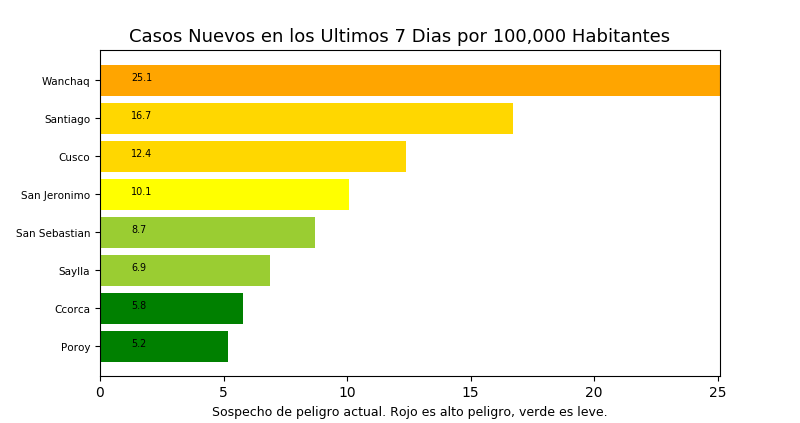 Casos Nuevos en los Ultimos 7 Dias por 100,000 Habitantes
Wanchaq 25.1
Santiago 16.7
Cusco 12.4
San Jeronimo 10.1
San Sebastian 8.7
Saylla 6.9
Ccorca 5.8
Poroy 5.2
0 5 10 15 20 25
Sospecho de peligro actual. Rojo es alto peligro, verde es leve.